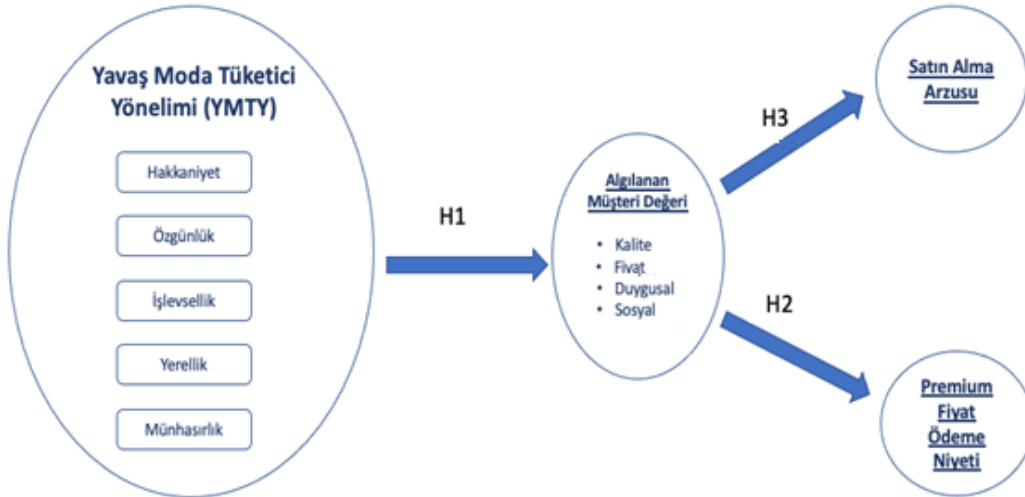 Yavaş Moda Tüketici
Yönelimi (YMTY)
Hakkaniyet
Özgünlük
İşlevsellik
Yerellik
Münhasırlık
H1
Algılanan
Müşteri Değeri
• Kalite
• Fivat
• Duygusal
• Sosyal
H3
Satın Alma
Arzusu
H2
Premium
Fiyat
Ödeme
Niyeti